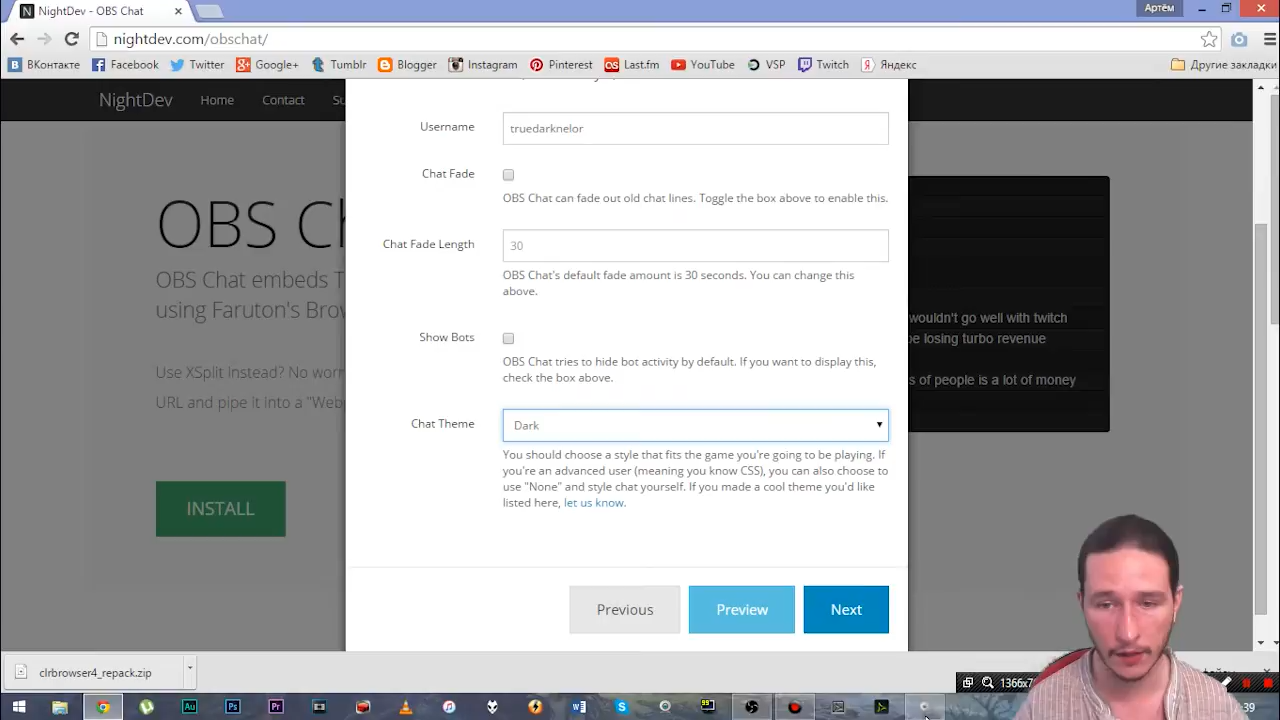 NightDev - OBS Chat
Артём
nightdev.com/obschat/
ВКонтакте Facebook Twitter Google+ Tumblr Blogger Instagram Pinterest Last.fm YouTube VSP Twitch Яндекс Другие закладки
NightDev Home Contact Su
Username truedarknelor
Chat Fade
OBS Chat can fade out old chat lines. Toggle the box above to enable this.
Chat Fade Length 30
OBS Chat's default fade amount is 30 seconds. You can change this
above.
Show Bots
OBS Chat tries to hide bot activity by default. If you want to display this,
check the box above.
Chat Theme Dark
You should choose a style that fits the game you're going to be playing. If
you're an advanced user (meaning you know CSS), you can also choose to
use "None" and style chat yourself. If you made a cool theme you'd like
listed here, let us know.
Previous Preview Next
OBS Ch
OBS Chat embeds T
using Faruton's Brow
Use XSplit instead? No worr
URL and pipe it into a "Webp
INSTALL
wouldn't go well with twitch
be losing turbo revenue
s of people is a lot of money
clrbrowser4_repack.zip
1366x7
Au Ps Pr 99
39